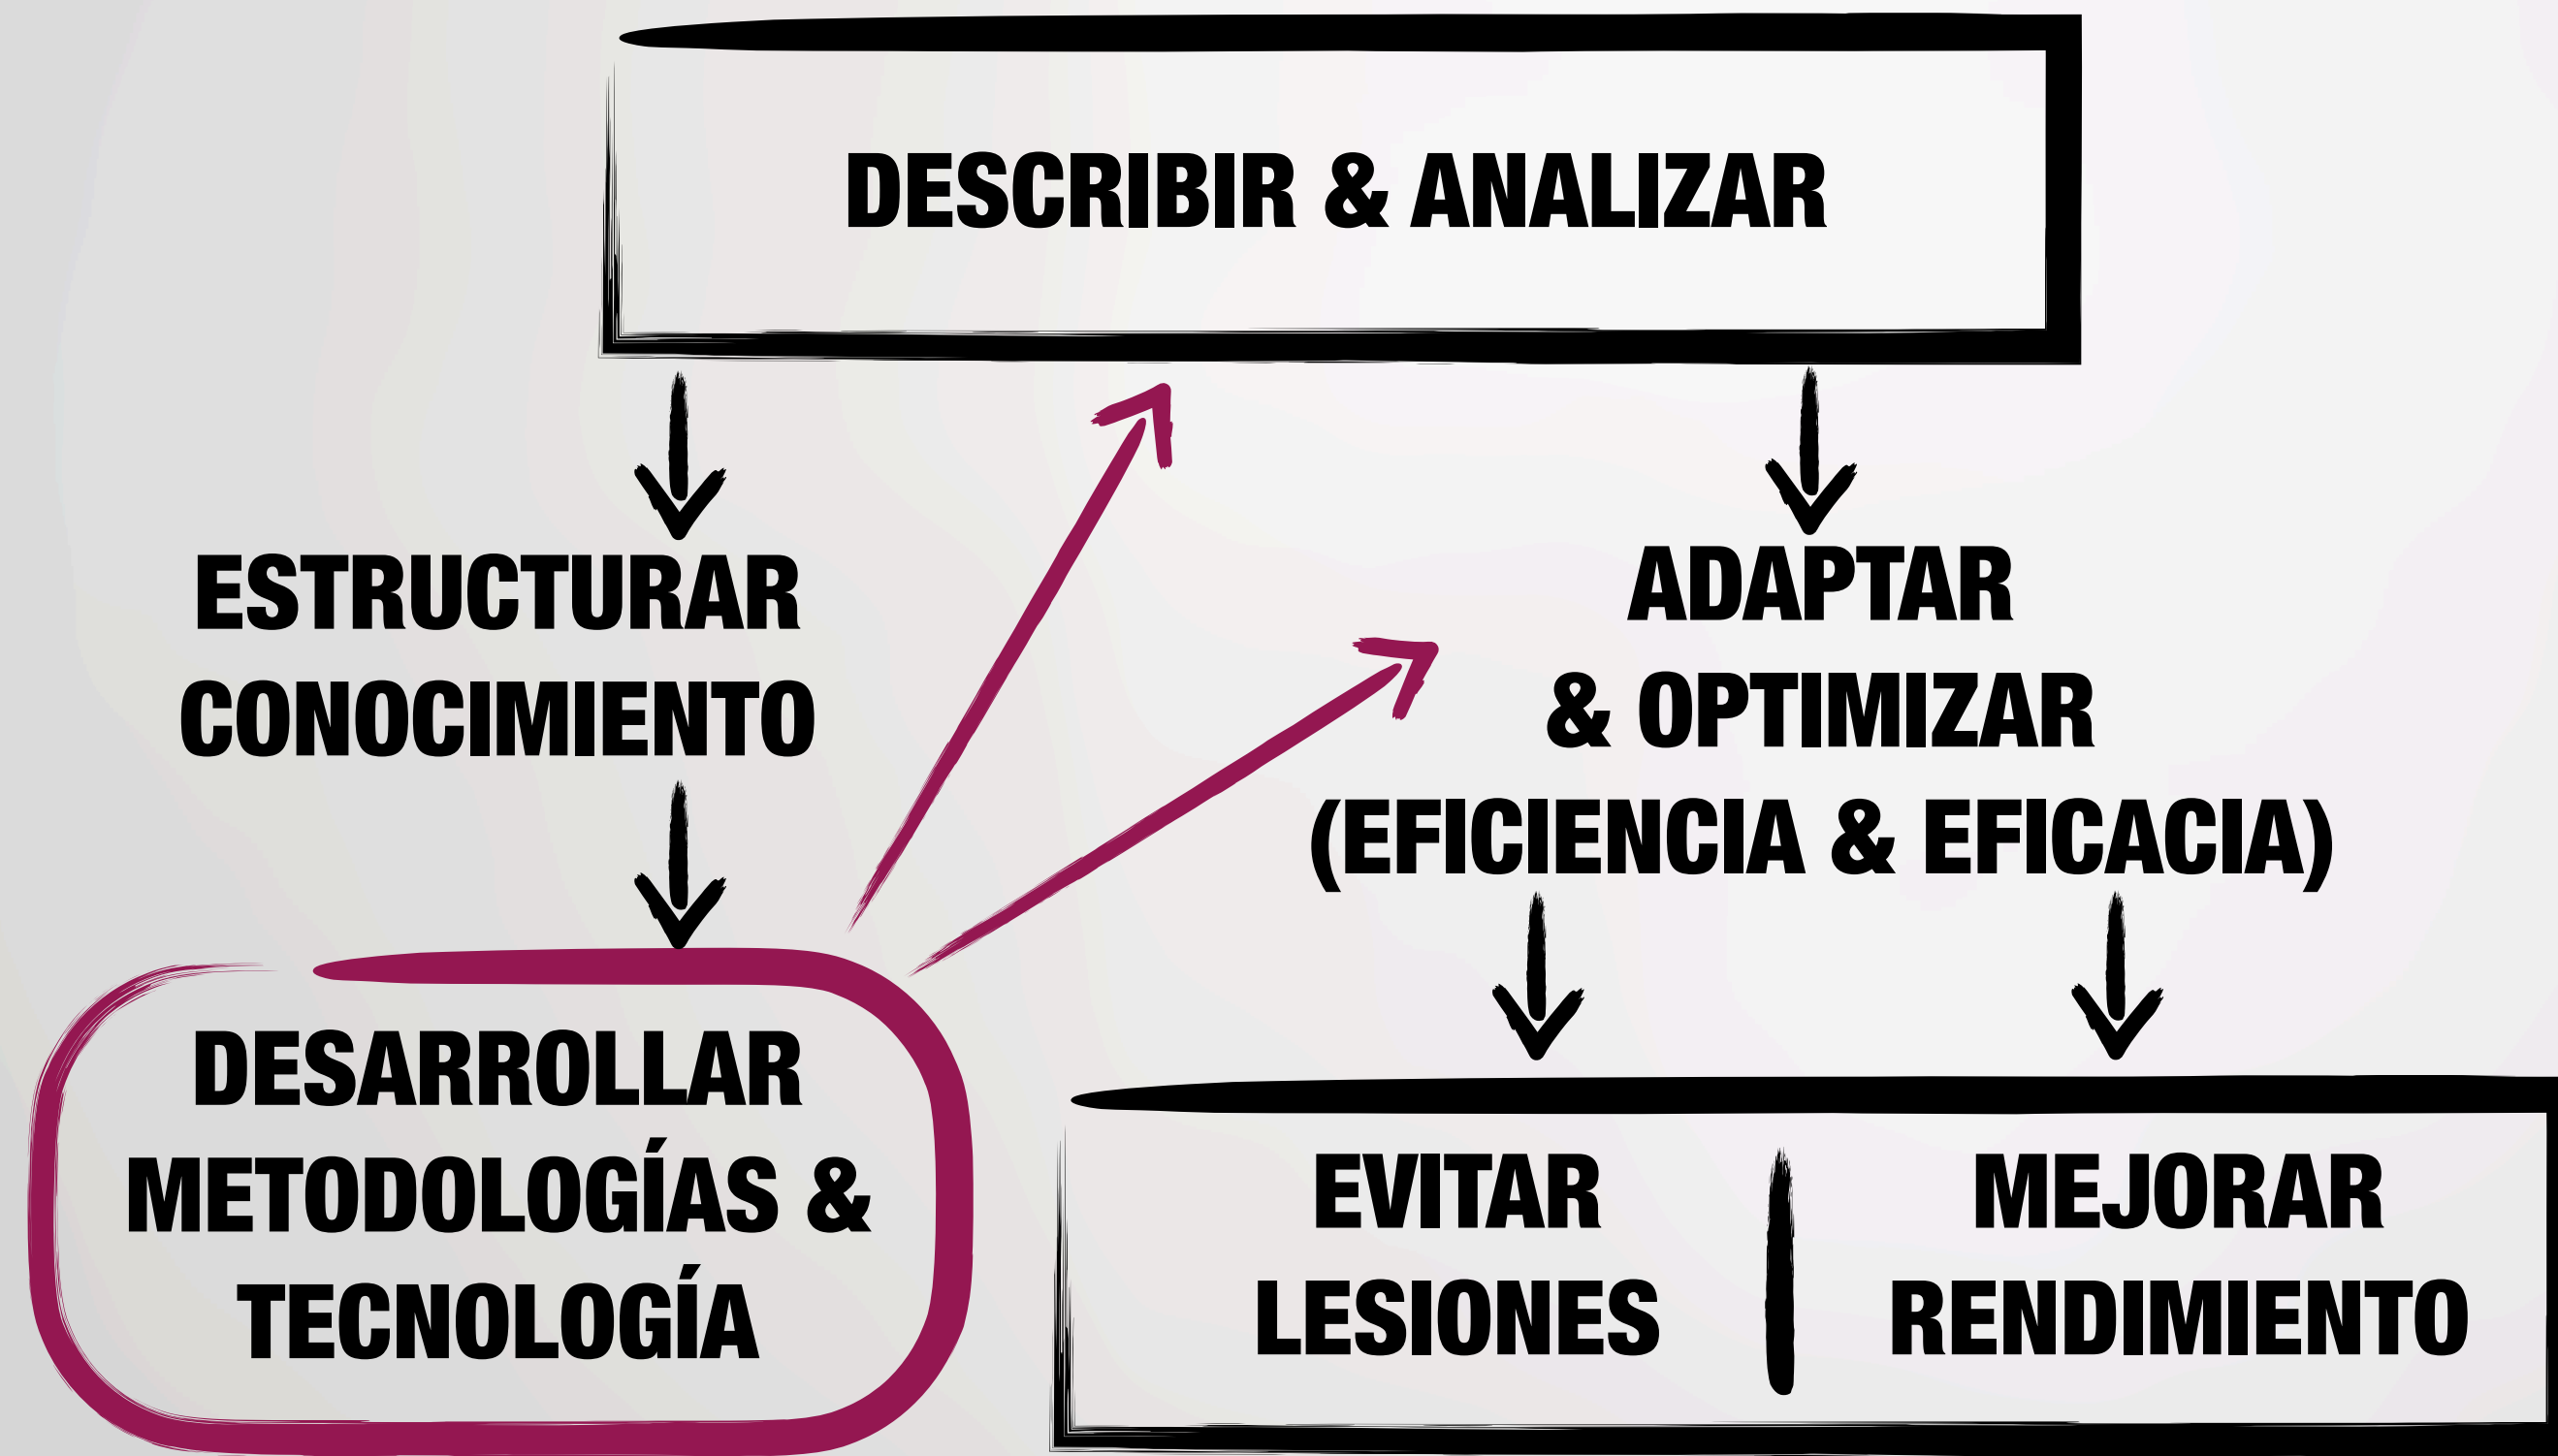 DESCRIBIR & ANALIZAR
ESTRUCTURAR
CONOCIMIENTO
ADAPTAR
& OPTIMIZAR
(EFICIENCIA & EFICACIA)
DESARROLLAR
METODOLOGÍAS &
TECNOLOGÍA
EVITAR
LESIONES
MEJORAR
RENDIMIENTO